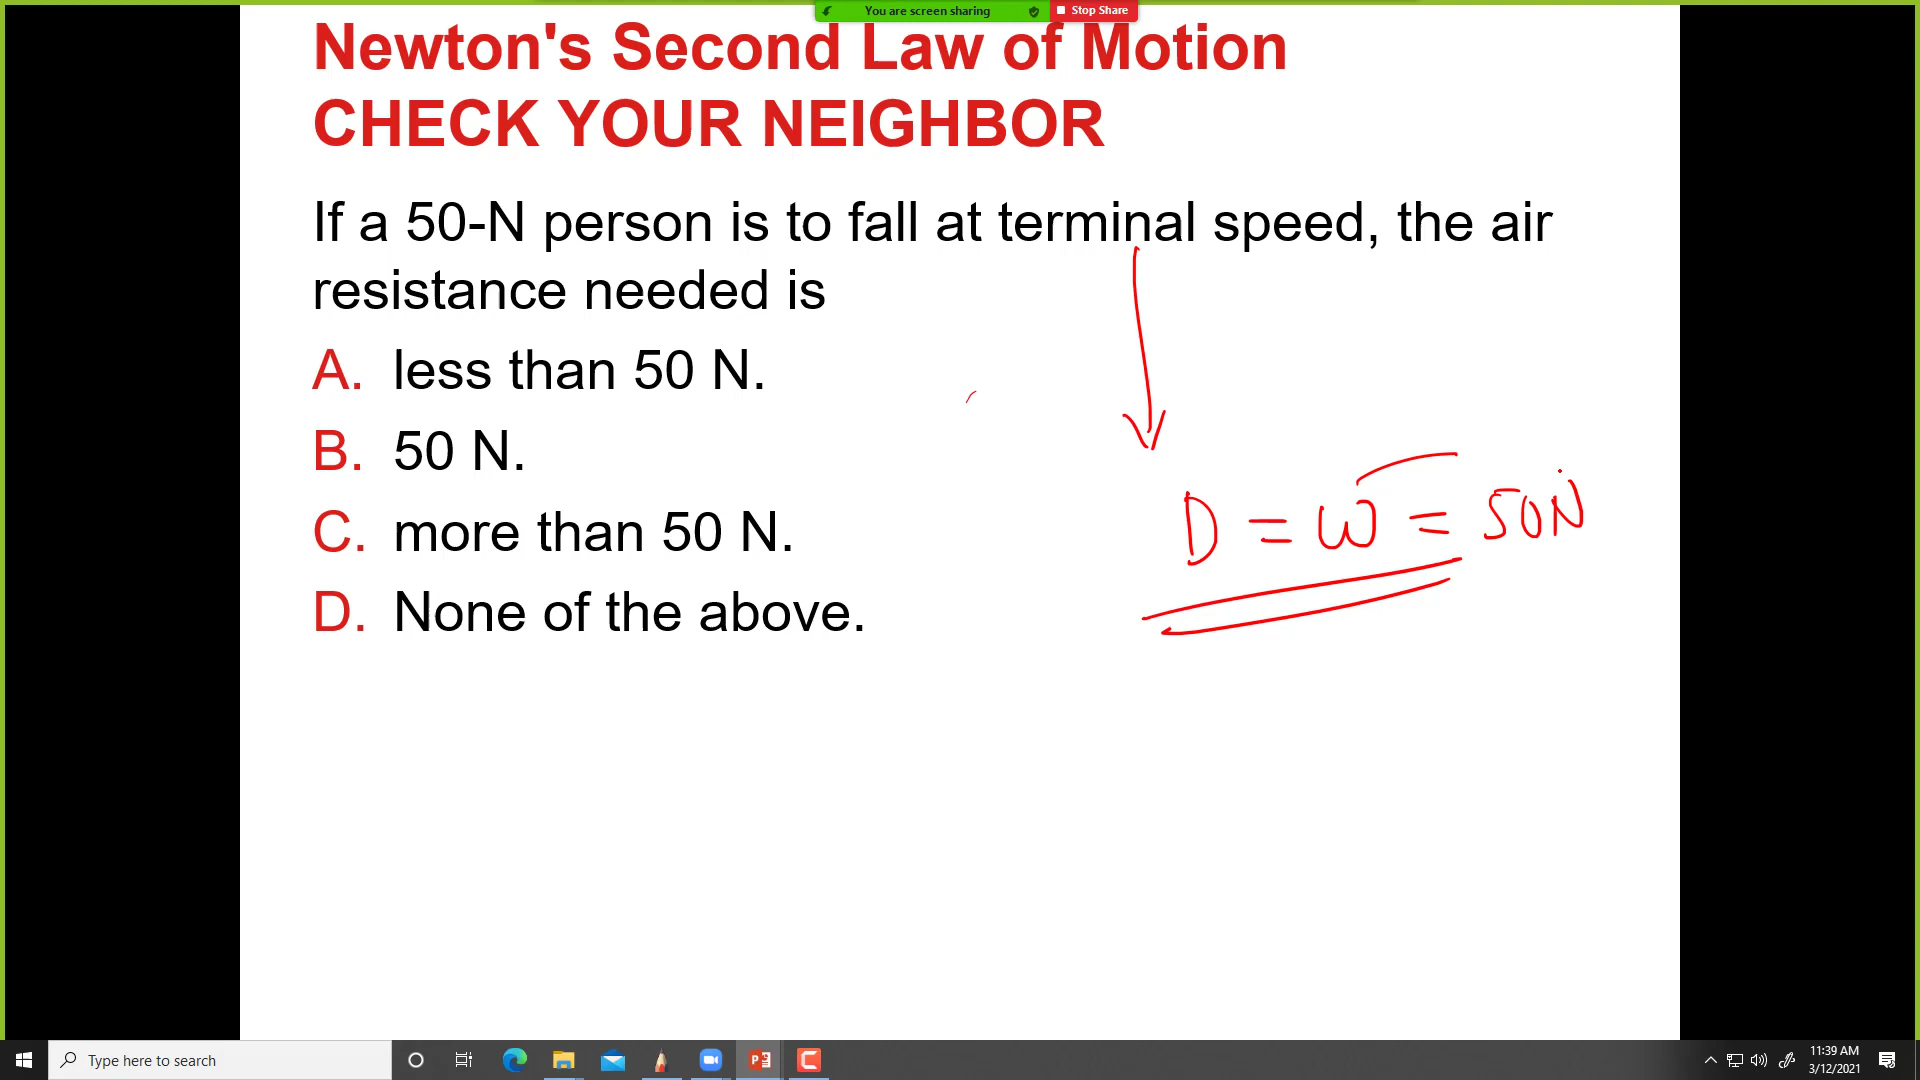 You are screen sharing
Stop Share
Newton's Second Law of Motion
CHECK YOUR NEIGHBOR
If a 50-N person is to fall at terminal speed, the air
resistance needed is
A. less than 50 N.
B. 50 N.
C. more than 50 N.
D. None of the above.
D = W = 50N
Type here to search
11:39 AM
3/12/2021